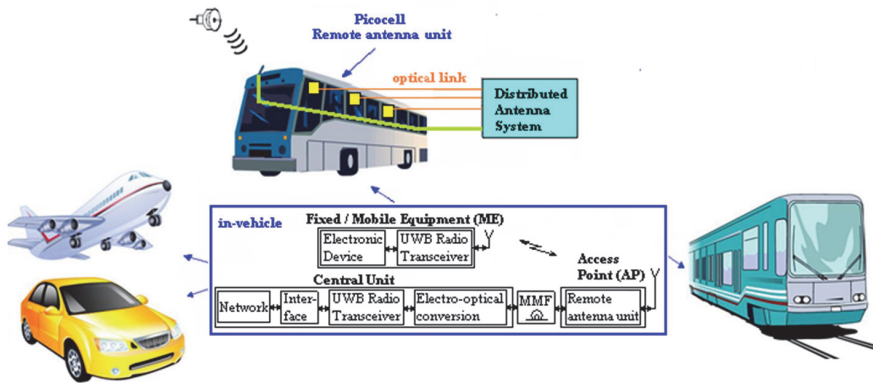 Picocell
Remote antenna unit
optical link
Distributed
Antenna
System
in-vehicle
Fixed / Mobile Equipment (ME)
Electronic
Device
UWB Radio
Transceiver
Access
Point (AP)
Central Unit
Network
Inter-
face
UWB Radio
Transceiver
Electro-optical
conversion
MMF
Remote
antenna unit